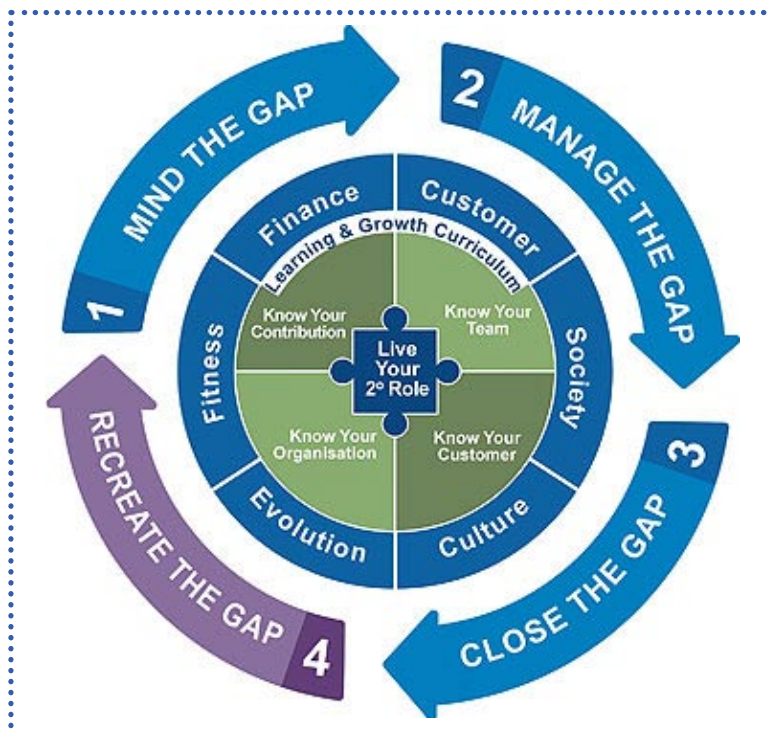 1
MIND THE GAP
2
MANAGE THE GAP
3
CLOSE THE GAP
4
RECREATE THE GAP
Finance
Customer
Society
Culture
Evolution
Fitness
Learning & Growth Curriculum
Know Your
Contribution
Know Your
Team
Live
Your
2º Role
Know Your
Organisation
Know Your
Customer